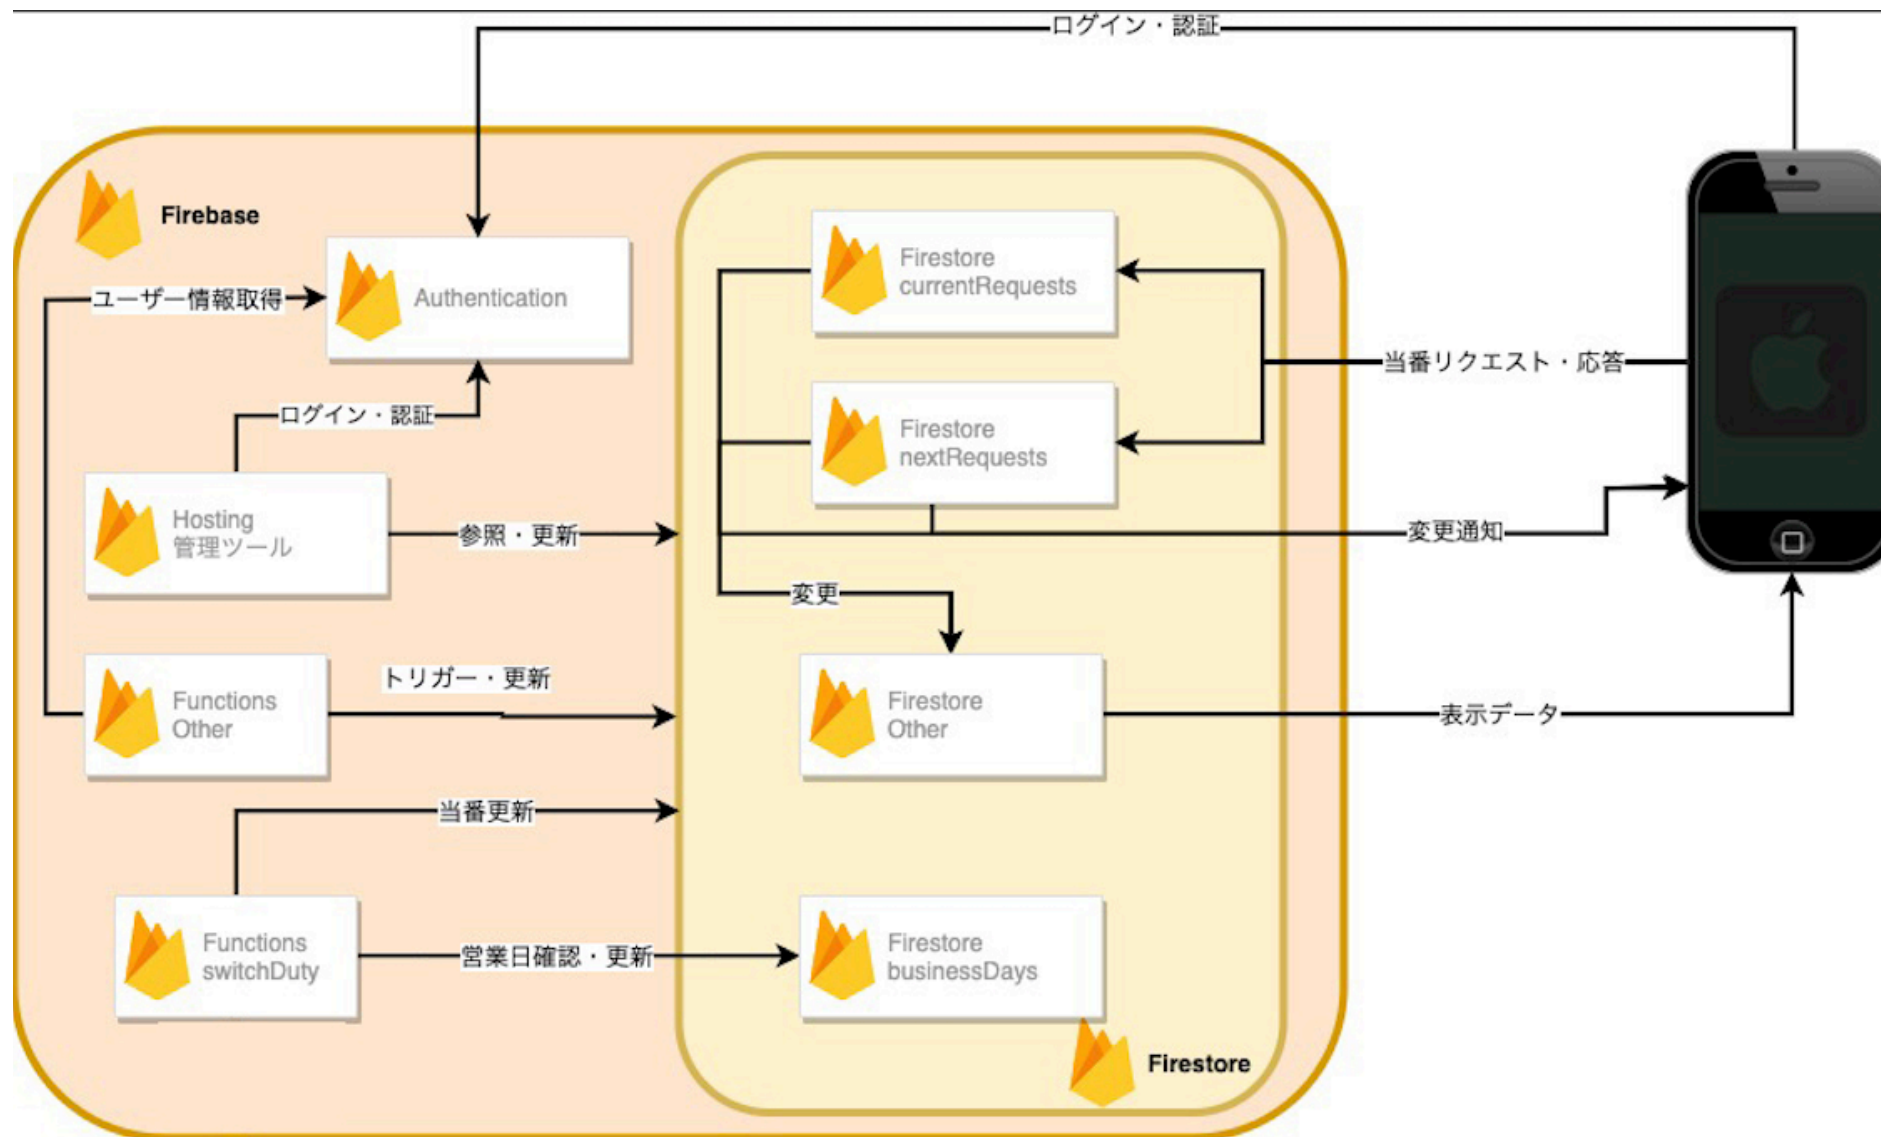 ログイン・認証
Firebase
Authentication
ユーザー情報取得
ログイン・認証
Hosting
管理ツール
参照・更新
Functions
Other
トリガー・更新
当番更新
Functions
switchDuty
営業日確認・更新
Firestore
currentRequests
Firestore
nextRequests
当番リクエスト・応答
変更通知
変更
Firestore
Other
表示データ
Firestore
businessDays
Firestore